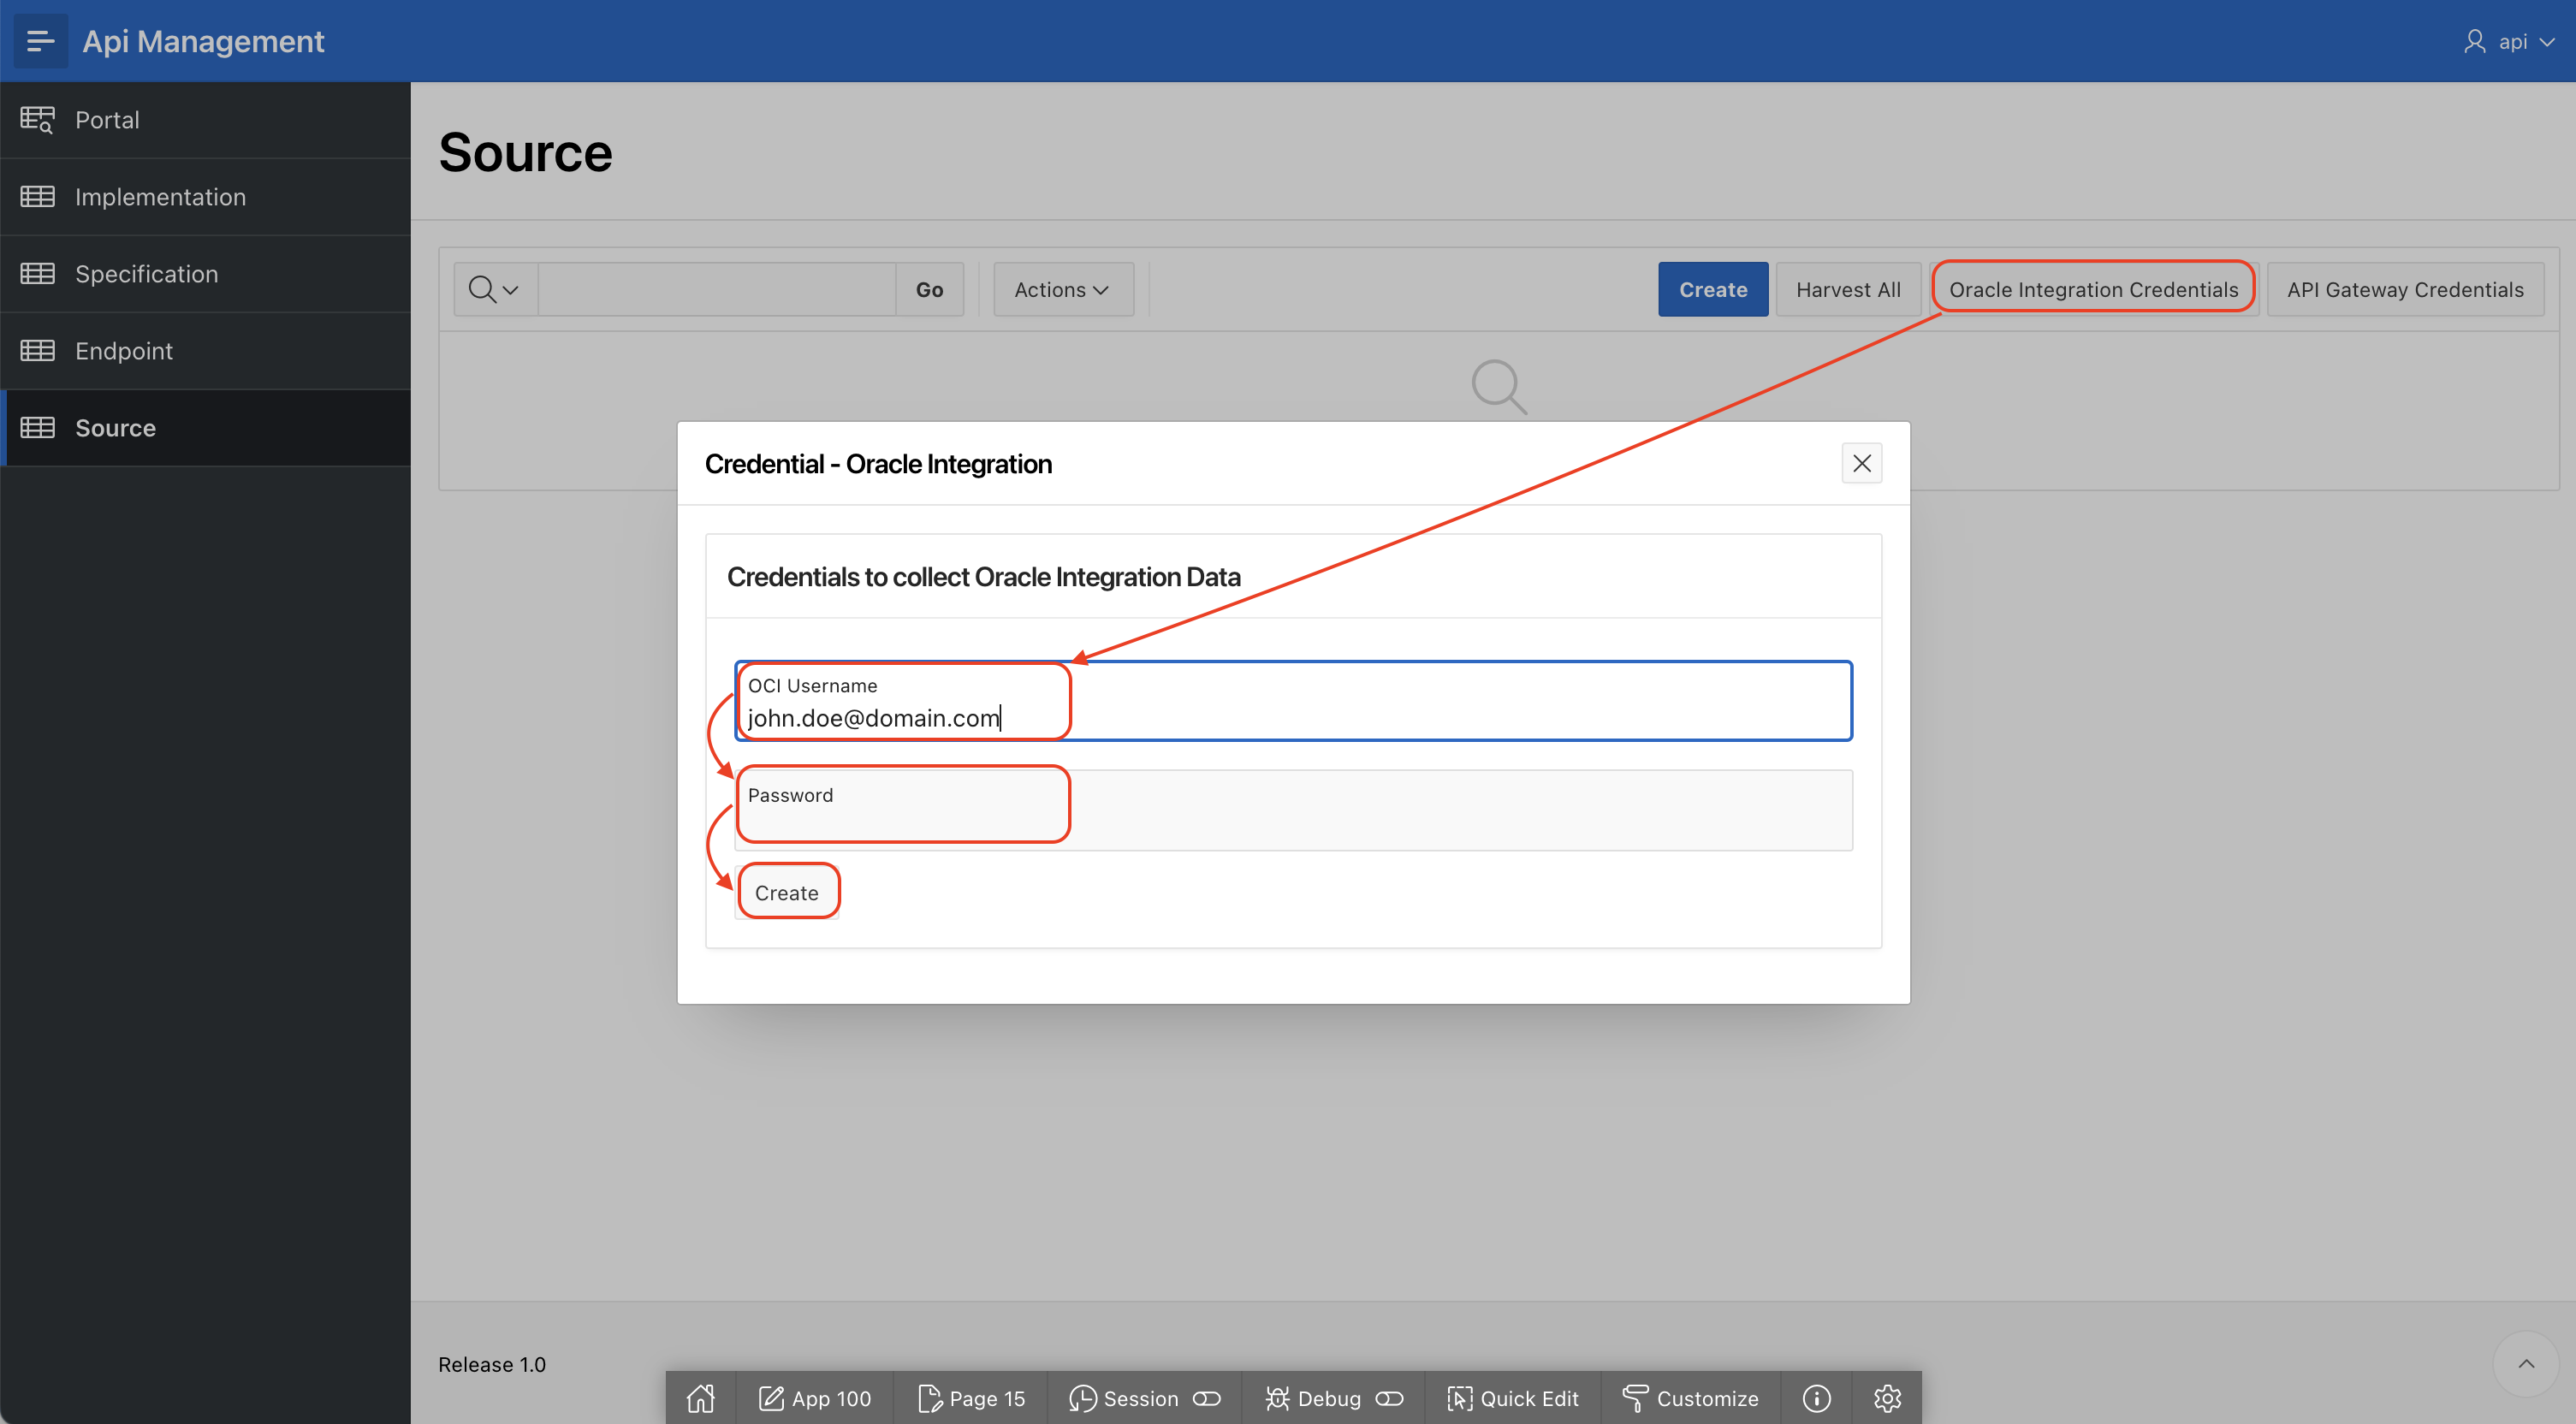 Api Management
api
Portal
Implementation
Specification
Endpoint
Source
Source
Go
Actions
Create
Harvest All
Oracle Integration Credentials
API Gateway Credentials
Credential - Oracle Integration
Credentials to collect Oracle Integration Data
OCI Username
john.doe@domain.com
Password
Create
Release 1.0
App 100
Page 15
Session
Debug
Quick Edit
Customize